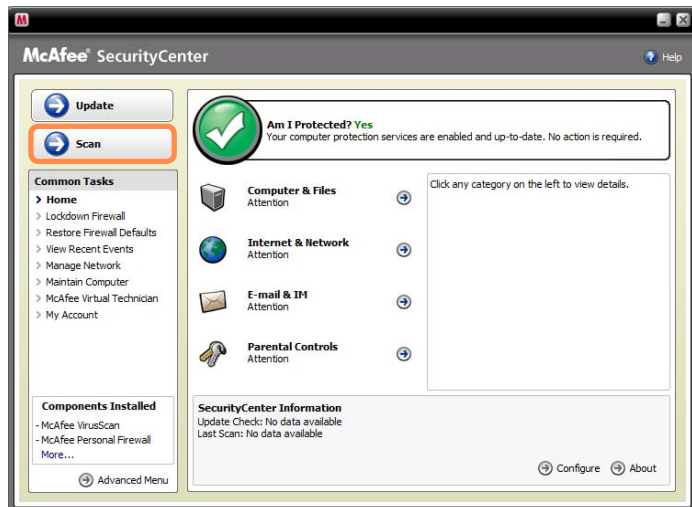 M
McAfee® SecurityCenter
Help
Update
Scan
Common Tasks
> Home
> Lockdown Firewall
> Restore Firewall Defaults
> View Recent Events
> Manage Network
> Maintain Computer
> McAfee Virtual Technician
> My Account
Components Installed
- McAfee VirusScan
- McAfee Personal Firewall
More...
Advanced Menu
Am I Protected? Yes
Your computer protection services are enabled and up-to-date. No action is required.
Computer & Files
Attention
Internet & Network
Attention
E-mail & IM
Attention
Parental Controls
Attention
Click any category on the left to view details.
SecurityCenter Information
Update Check: No data available
Last Scan: No data available
Configure
About